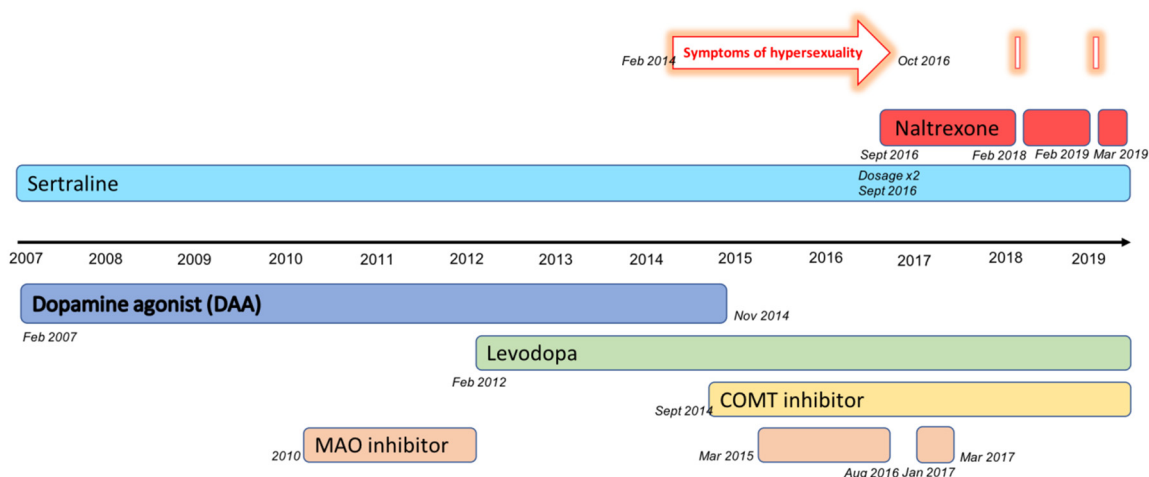 Feb 2014
Symptoms of hypersexuality
Oct 2016
Naltrexone
Sept 2016
Feb 2018
Feb 2019
Mar 2019
Sertraline
Dosage x2
Sept 2016
2007 2008 2009 2010 2011 2012 2013 2014 2015 2016 2017 2018 2019
Dopamine agonist (DAA)
Feb 2007
Nov 2014
Levodopa
Feb 2012
COMT inhibitor
Sept 2014
2010
MAO inhibitor
Mar 2015
Aug 2016
Jan 2017
Mar 2017